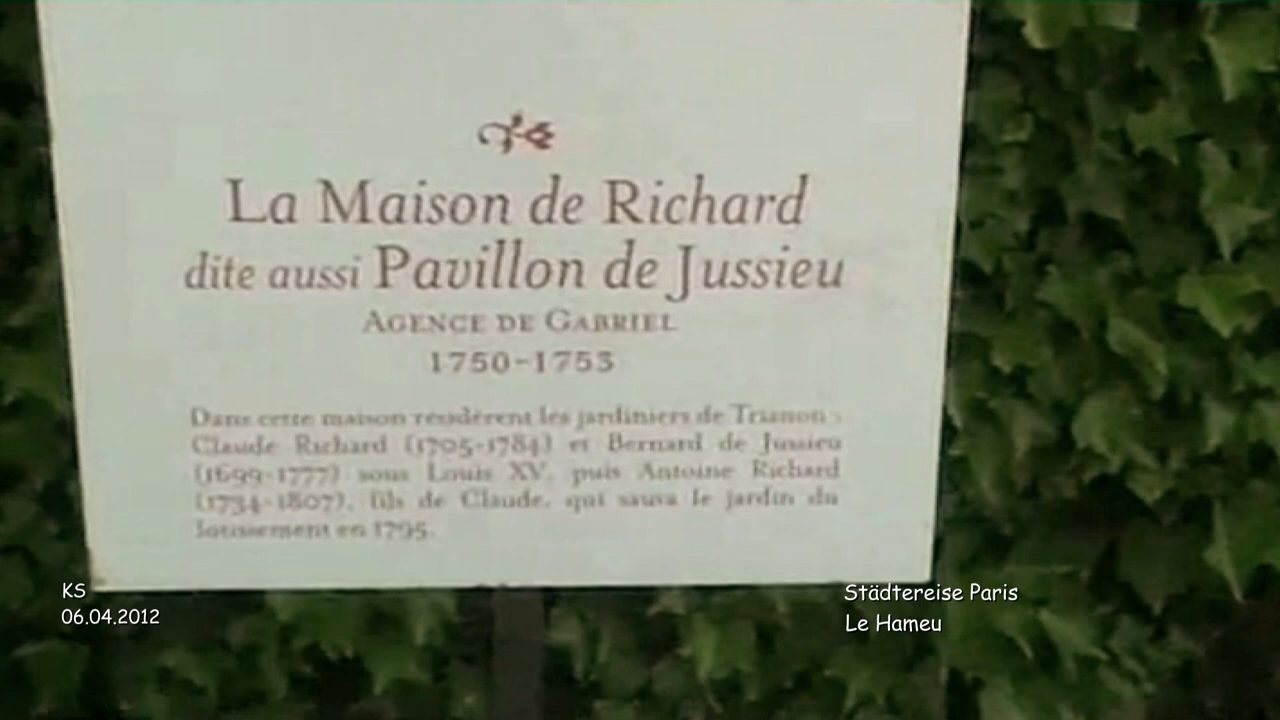 La Maison de Richard
dite aussi Pavillon de Jussieu
AGENCE DE GABRIEL
1750-1753
Dans cette maison résidèrent les jardiniers de Trianon :
Claude Richard (1705-1784) et Bernard de Jussieu
(1699-1777) sous Louis XV, puis Antoine Richard
(1734-1807), fils de Claude, qui sauva le jardin du
lotissement en 1795.
KS
06.04.2012
Städtereise Paris
Le Hameu